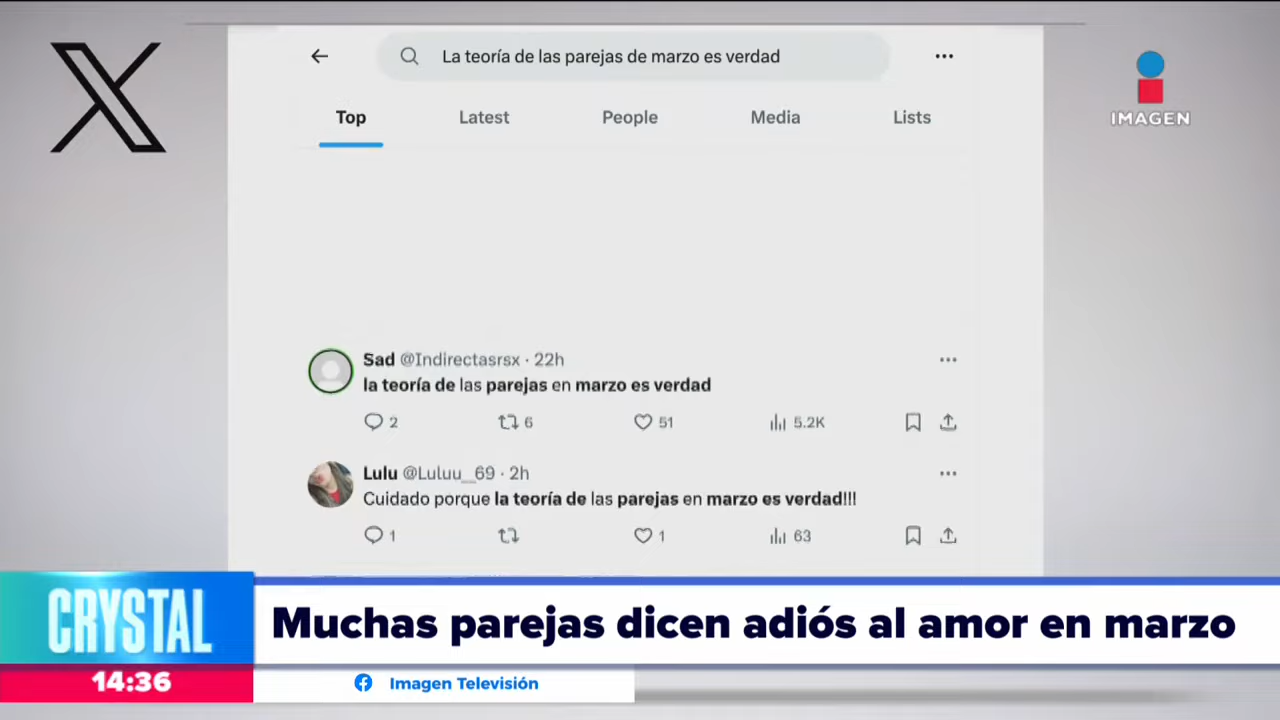 La teoría de las parejas de marzo es verdad
IMAGEN
Top Latest People Media Lists
Sad @Indirectasrsx · 22h
la teoría de las parejas en marzo es verdad
2 6 51 5.2K
Lulu @Luluu__69 · 2h
Cuidado porque la teoría de las parejas en marzo es verdad!!!
1 1 63
CRYSTAL
Muchas parejas dicen adiós al amor en marzo
14:36
Imagen Televisión